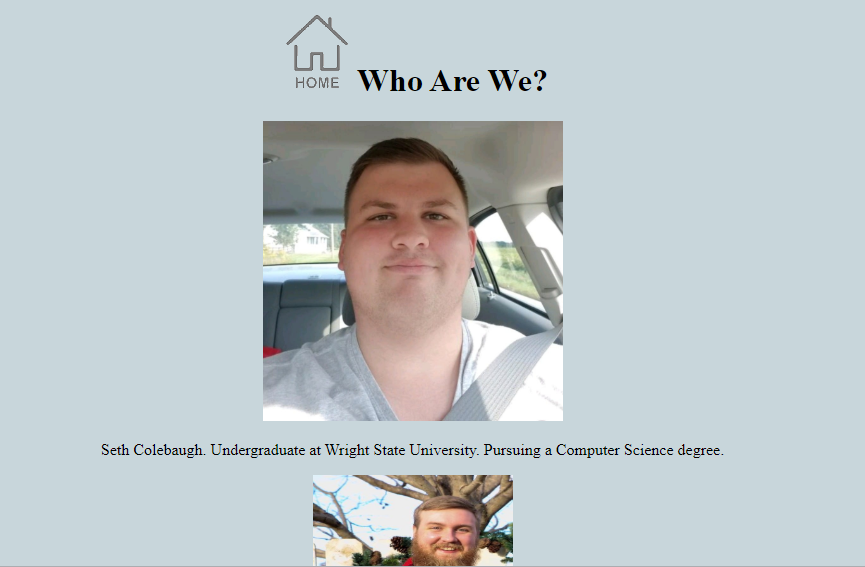 HOME
Who Are We?
Seth Colebaugh. Undergraduate at Wright State University. Pursuing a Computer Science degree.